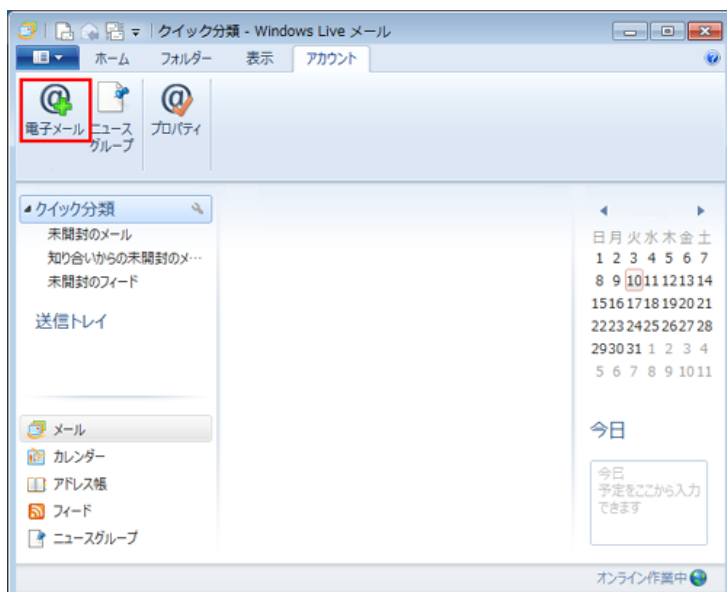 クイック分類 - Windows Live メール
ホーム フォルダー 表示 アカウント
電子メール ニュースグループ プロパティ
クイック分類
未開封のメール
知り合いからの未開封のメ…
未開封のフィード
送信トレイ
メール
カレンダー
アドレス帳
フィード
ニュースグループ
日 月 火 水 木 金 土
1 2 3 4 5 6 7
8 9 10 11 12 13 14
15 16 17 18 19 20 21
22 23 24 25 26 27 28
29 30 31 1 2 3 4
5 6 7 8 9 10 11
今日
今日
予定をここから入力
できます
オンライン作業中